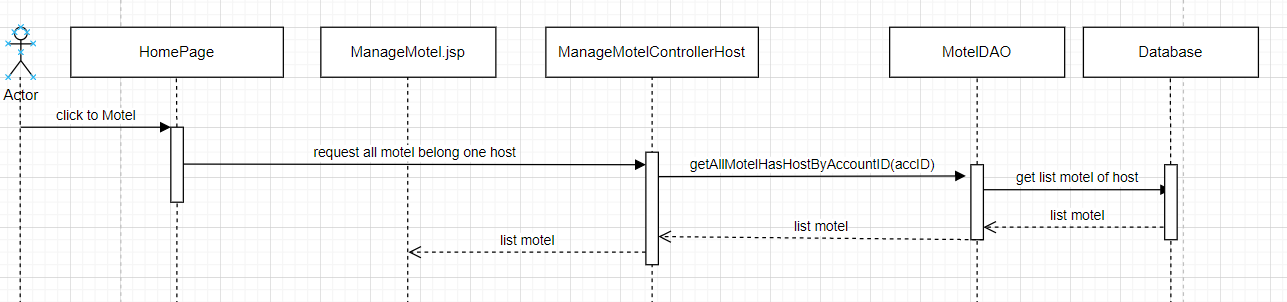 HomePage
ManageMotel.jsp
ManageMotelControllerHost
MotelDAO
Database
Actor
click to Motel
request all motel belong one host
getAllMotelHasHostByAccountID(accID)
get list motel of host
list motel
list motel
list motel